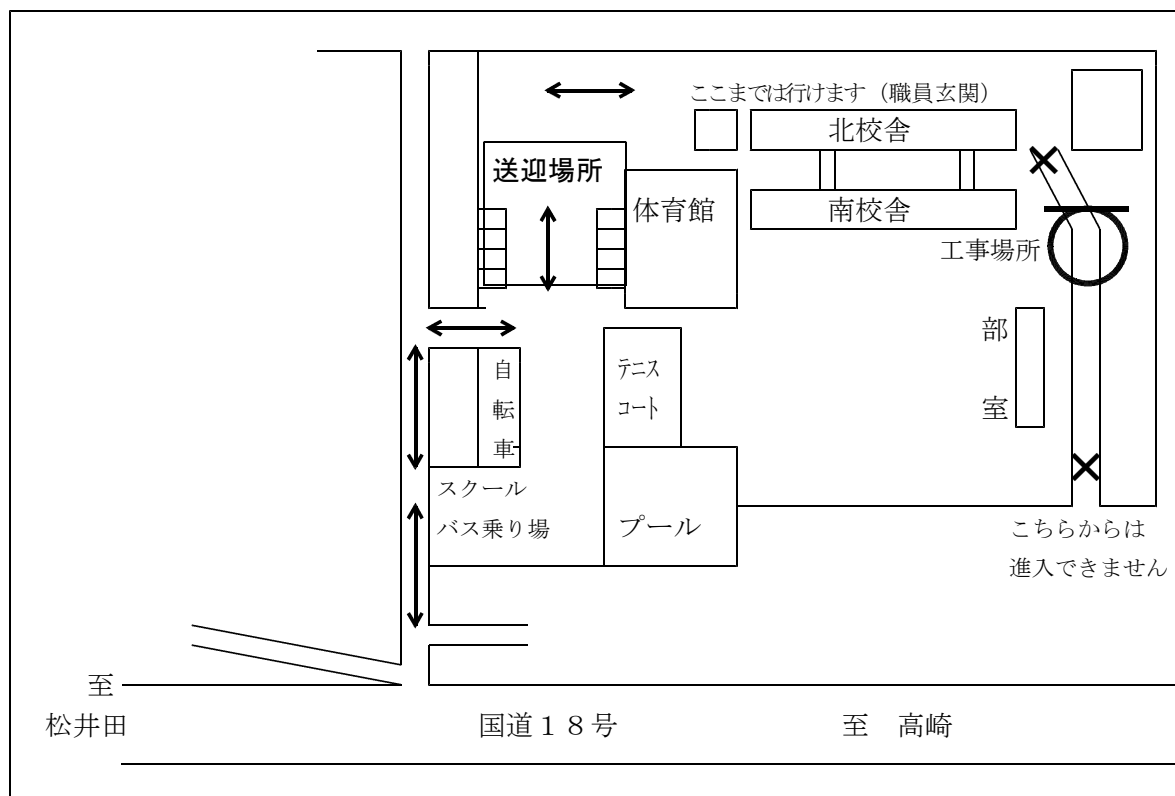 ここまでは行けます（職員玄関）
北校舎
送迎場所
体育館
南校舎
工事場所
部
室
自
転
車
テニス
コート
スクール
バス乗り場
プール
こちらからは
進入できません
至
松井田
国道１８号
至　高崎